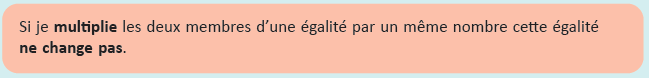 Si je multiplie les deux membres d’une égalité par un même nombre cette égalité
ne change pas.